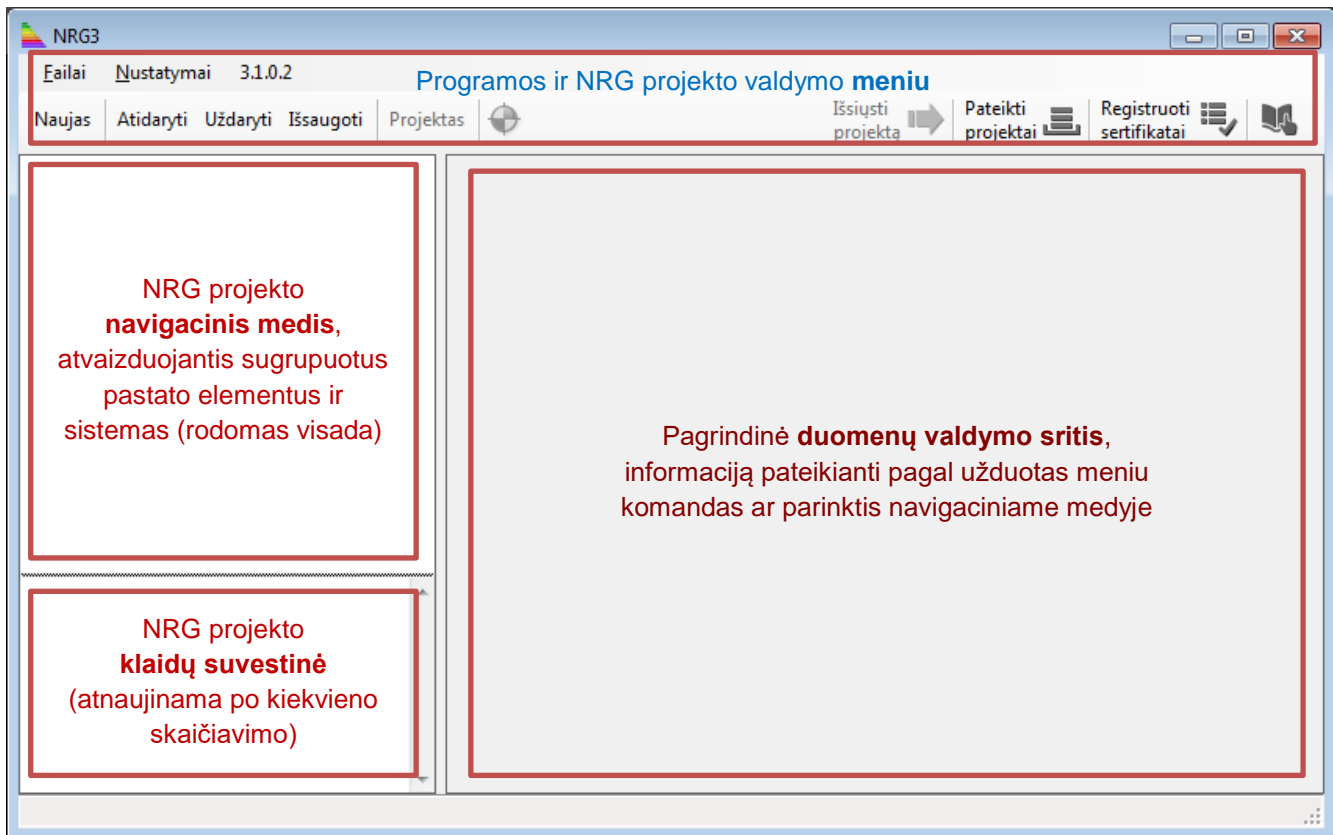 NRG3
Failai Nustatymai 3.1.0.2
Programos ir NRG projekto valdymo meniu
Naujas Atidaryti Uždaryti Išsaugoti Projektas
Išsiųsti
projektą
Pateikti
projektai
Registruoti
sertifikatai
NRG projekto
navigacinis medis,
atvaizduojantis sugrupuotus
pastato elementus ir
sistemas (rodomas visada)
Pagrindinė duomenų valdymo sritis,
informaciją pateikianti pagal užduotas meniu
komandas ar parinktis navigaciniame medyje
NRG projekto
klaidų suvestinė
(atnaujinama po kiekvieno
skaičiavimo)